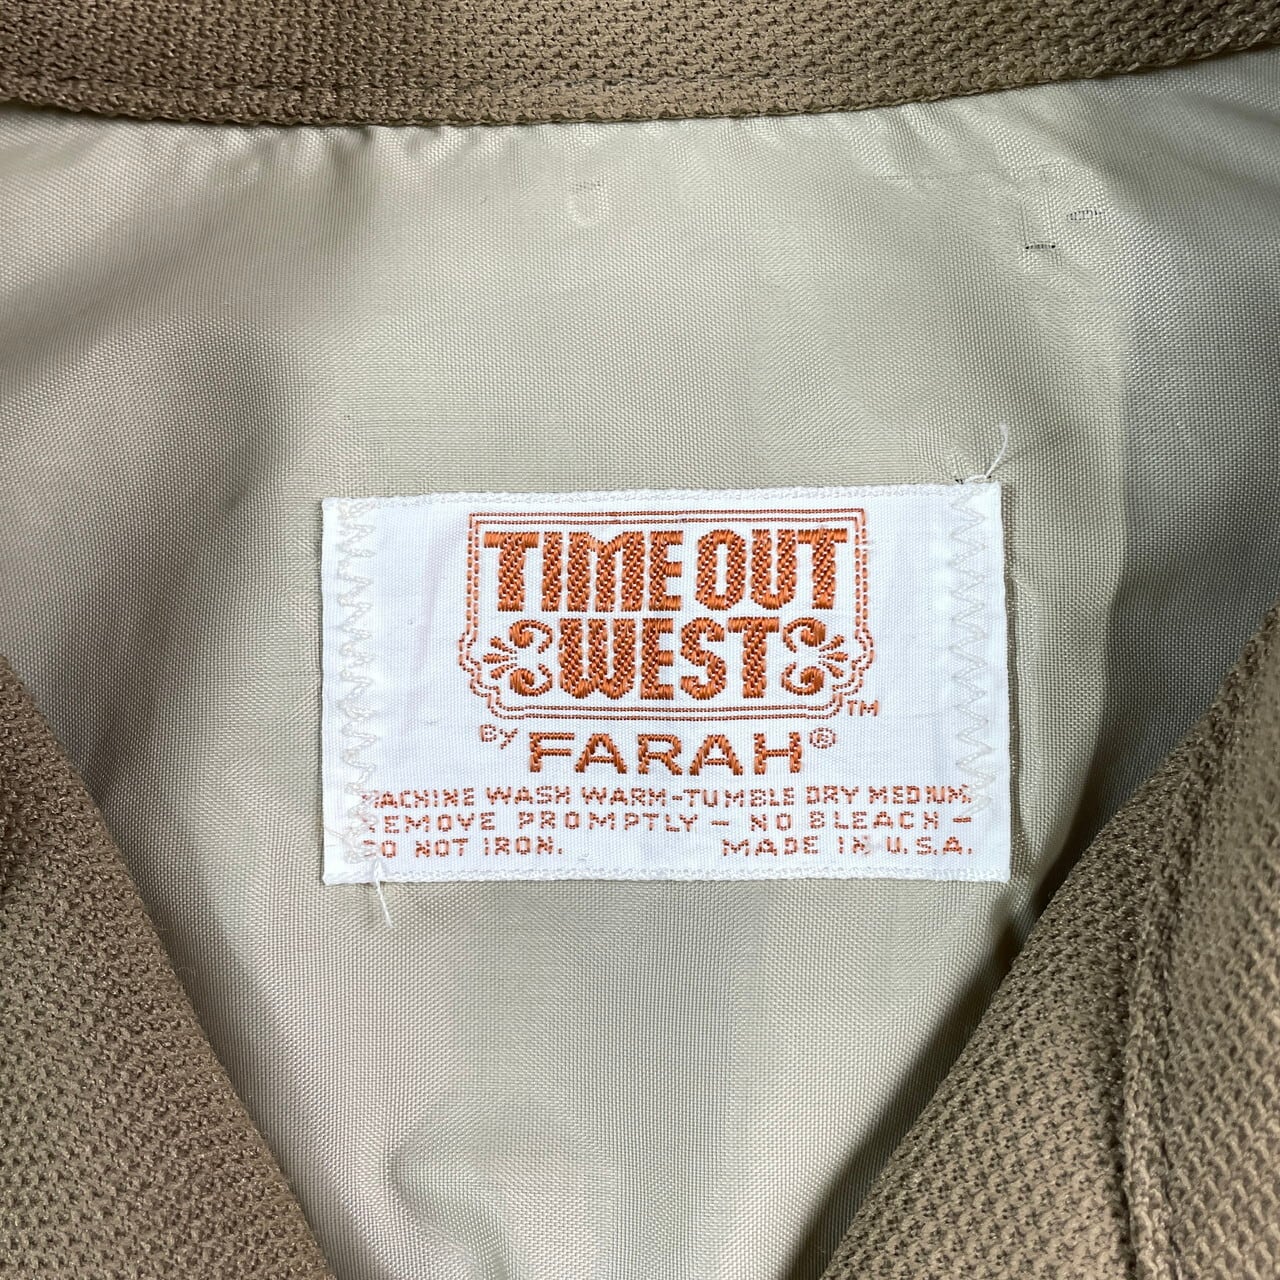 TIME OUT
WEST TM
By FARAH®
MACHINE WASH WARM-TUMBLE DRY MEDIUM,
REMOVE PROMPTLY – NO BLEACH –
DO NOT IRON. MADE IN U.S.A.